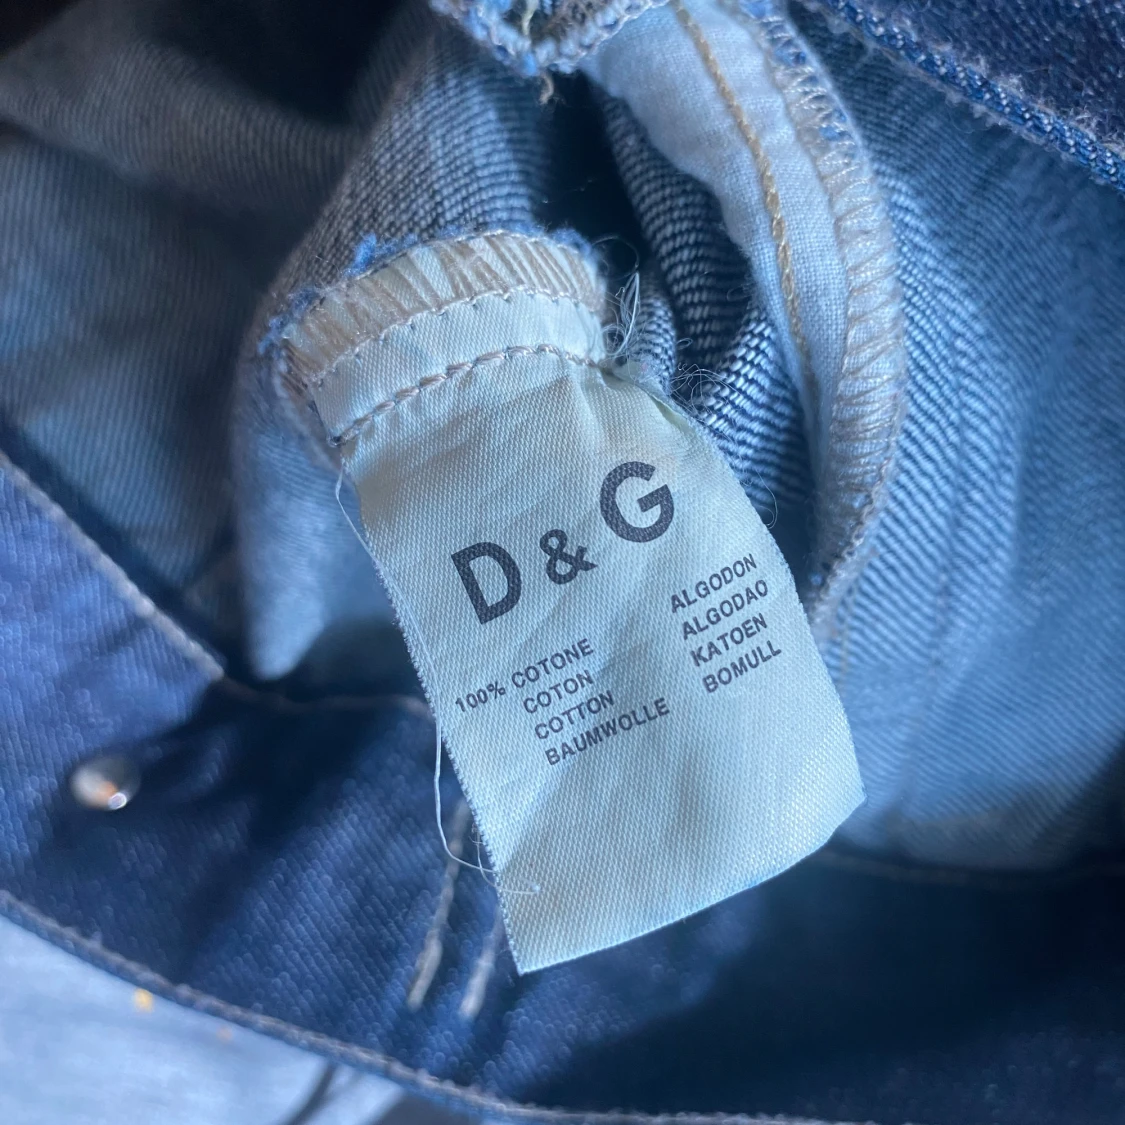 D & G
100% COTONE
COTON
COTTON
BAUMWOLLE
ALGODON
ALGODAO
KATOEN
BOMULL